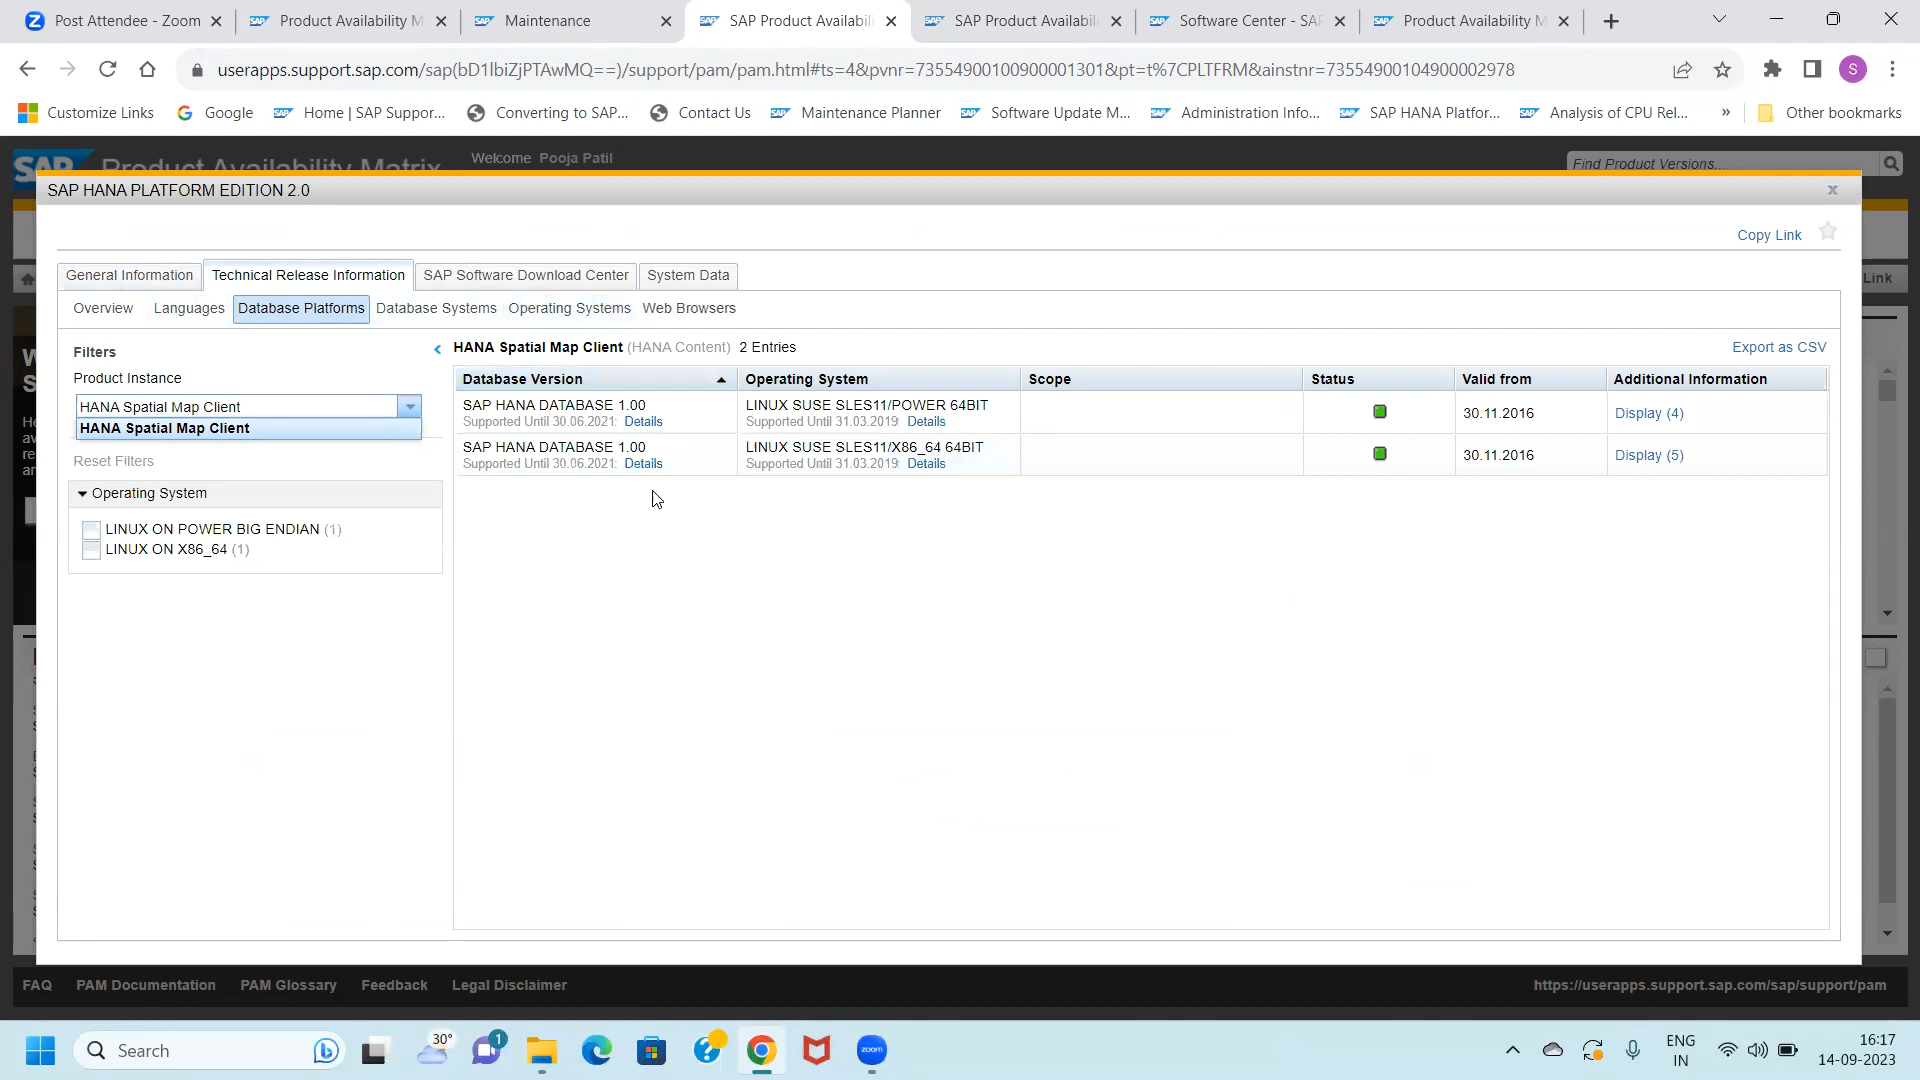 Post Attendee - Zoom
Product Availability M
Maintenance
SAP Product Availabili
SAP Product Availabili
Software Center - SAP
Product Availability M
userapps.support.sap.com/sap(bD1lbiZjPTAwMQ==)/support/pam/pam.html#ts=4&pvnr=73554900100900001301&pt=t%7CPLTFRM&ainstnr=73554900104900002978
S
Customize Links
Google
Home | SAP Suppor...
Converting to SAP...
Contact Us
Maintenance Planner
Software Update M...
Administration Info...
SAP HANA Platfor...
Analysis of CPU Rel...
»
Other bookmarks
SAP Product Availability Matrix
Welcome Pooja Patil
Find Product Versions...
SAP HANA PLATFORM EDITION 2.0
Copy Link
General Information
Technical Release Information
SAP Software Download Center
System Data
Link
Overview
Languages
Database Platforms
Database Systems
Operating Systems
Web Browsers
Filters
HANA Spatial Map Client (HANA Content) 2 Entries
Export as CSV
Product Instance
Database Version
Operating System
Scope
Status
Valid from
Additional Information
HANA Spatial Map Client
HANA Spatial Map Client
SAP HANA DATABASE 1.00
Supported Until 30.06.2021: Details
LINUX SUSE SLES11/POWER 64BIT
Supported Until 31.03.2019: Details
30.11.2016
Display (4)
SAP HANA DATABASE 1.00
Supported Until 30.06.2021: Details
LINUX SUSE SLES11/X86_64 64BIT
Supported Until 31.03.2019: Details
30.11.2016
Display (5)
Reset Filters
Operating System
LINUX ON POWER BIG ENDIAN (1)
LINUX ON X86_64 (1)
FAQ
PAM Documentation
PAM Glossary
Feedback
Legal Disclaimer
https://userapps.support.sap.com/sap/support/pam
Search
30°
1
zoom
ENG
IN
16:17
14-09-2023